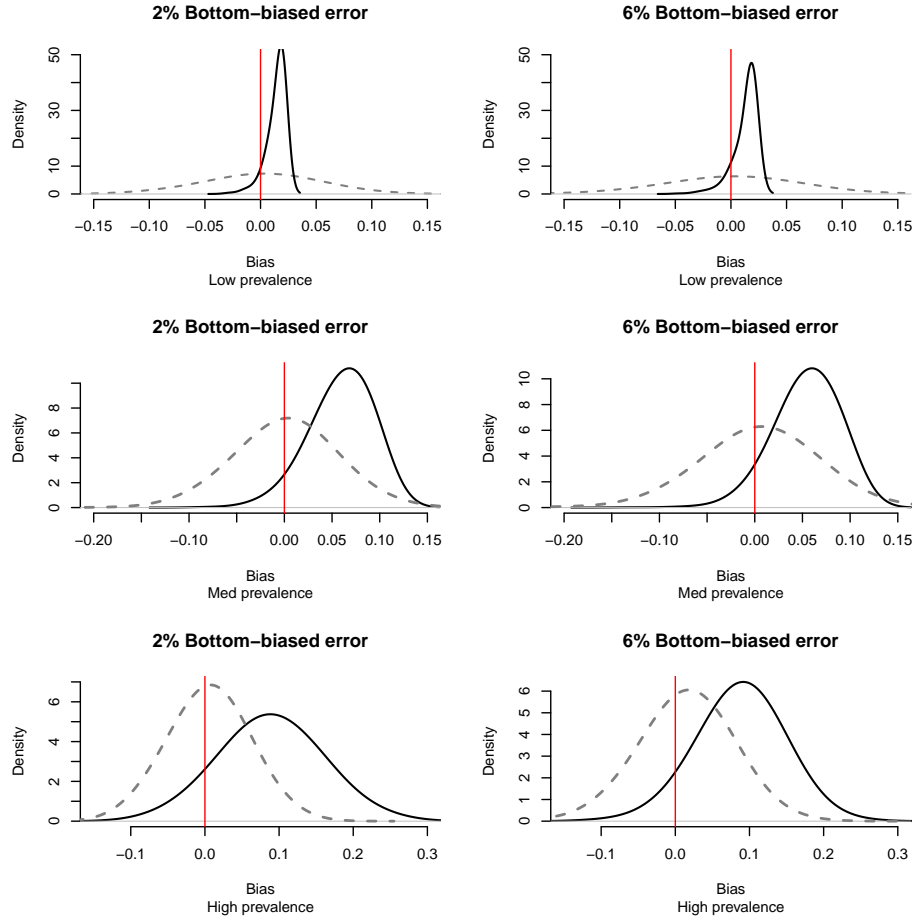 2% Bottom−biased error
Density
0 10 30 50
−0.15 −0.10 −0.05 0.00 0.05 0.10 0.15
Bias
Low prevalence
6% Bottom−biased error
Density
0 10 30 50
−0.15 −0.05 0.00 0.05 0.10 0.15
Bias
Low prevalence
2% Bottom−biased error
Density
0 2 4 6 8
−0.20 −0.10 0.00 0.05 0.10 0.15
Bias
Med prevalence
6% Bottom−biased error
Density
0 2 4 6 8 10
−0.20 −0.10 0.00 0.05 0.10 0.15
Bias
Med prevalence
2% Bottom−biased error
Density
0 2 4 6
−0.1 0.0 0.1 0.2 0.3
Bias
High prevalence
6% Bottom−biased error
Density
0 1 2 3 4 5 6
−0.1 0.0 0.1 0.2 0.3
Bias
High prevalence